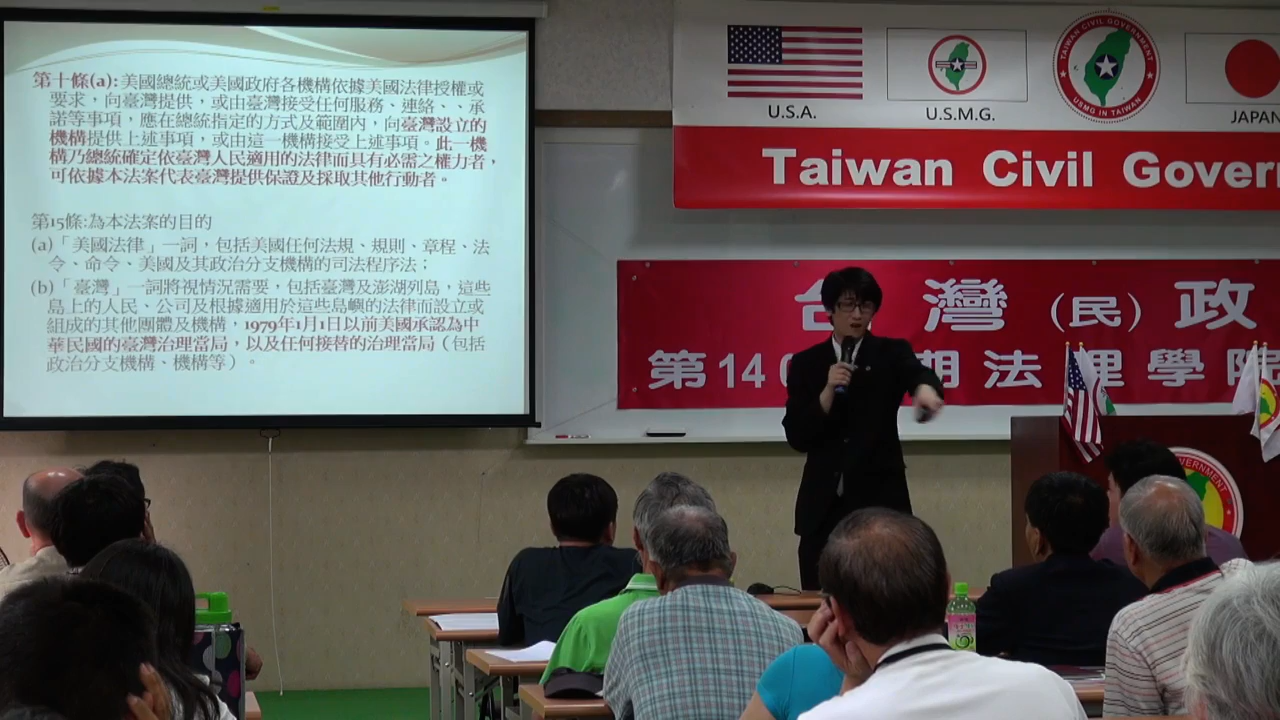 第十條(a):美國總統或美國政府各機構依據美國法律授權或
要求，向臺灣提供，或由臺灣接受任何服務、連絡、、承
諾等事項，應在總統指定的方式及範圍內，向臺灣設立的
機構提供上述事項，或由這一機構接受上述事項。此一機
構乃總統確定依臺灣人民適用的法律而具有必需之權力者，
可依據本法案代表臺灣提供保證及採取其他行動者。
第15條:為本法案的目的
(a)「美國法律」一詞，包括美國任何法規、規則、章程、法
令、命令、美國及其政治分支機構的司法程序法；
(b)「臺灣」一詞將視情況需要，包括臺灣及澎湖列島，這些
島上的人民、公司及根據適用於這些島嶼的法律而設立或
組成的其他團體及機構，1979年1月1日以前美國承認為中
華民國的臺灣治理當局，以及任何接替的治理當局（包括
政治分支機構、機構等）。
U.S.A.
U.S.M.G.
TAIWAN CIVIL GOVERNMENT
USMG IN TAIWAN
JAPAN
Taiwan Civil Govern
台灣(民)政
第14 期法理學院